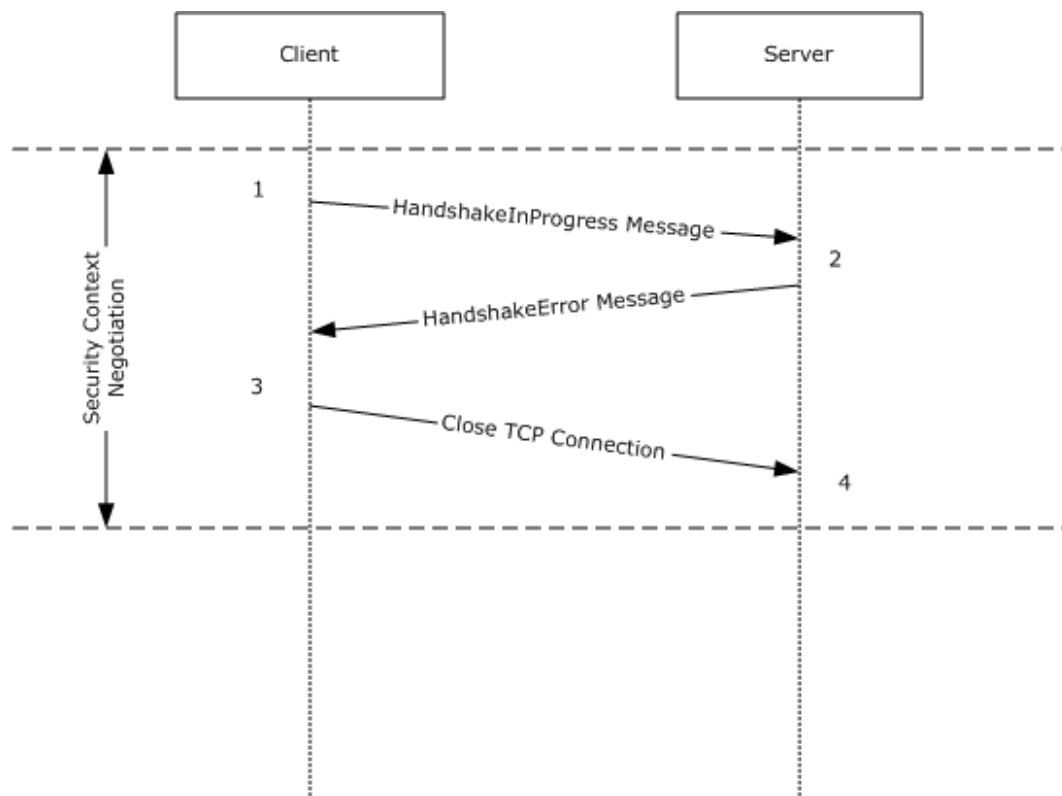 Client
Server
1
HandshakeInProgress Message
2
HandshakeError Message
Security Context
Negotiation
3
Close TCP Connection
4